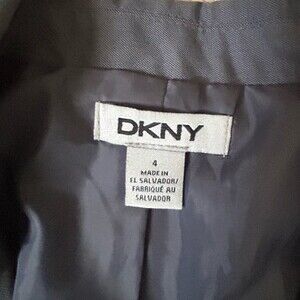 DKNY
4
MADE IN
EL SALVADOR/
FABRIQUÉ AU
SALVADOR